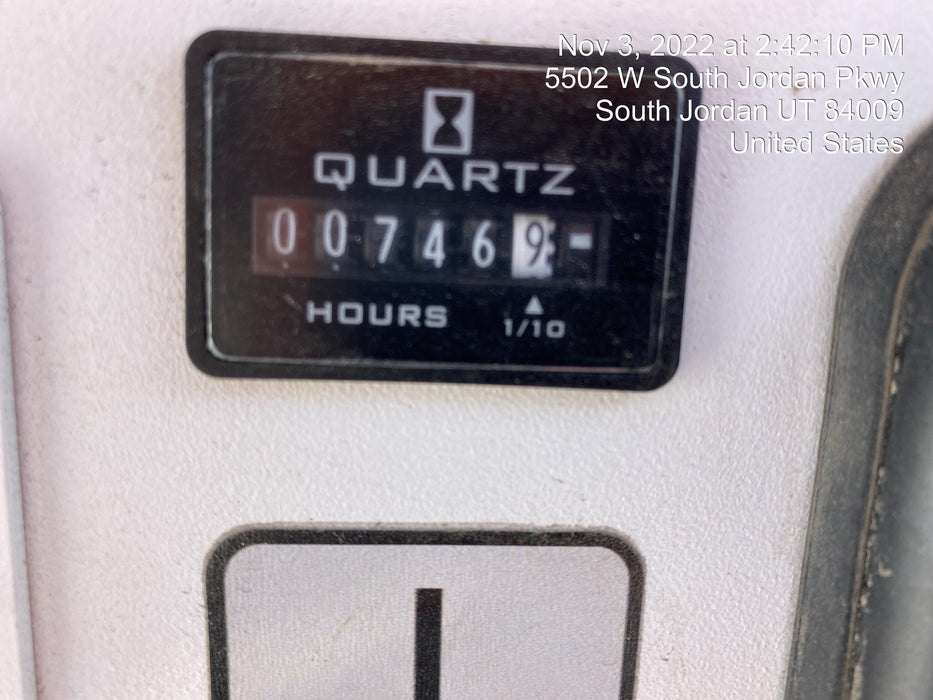 Nov 3, 2022 at 2:42:10 PM
5502 W South Jordan Pkwy
South Jordan UT 84009
United States
QUARTZ
007469
HOURS
1/10